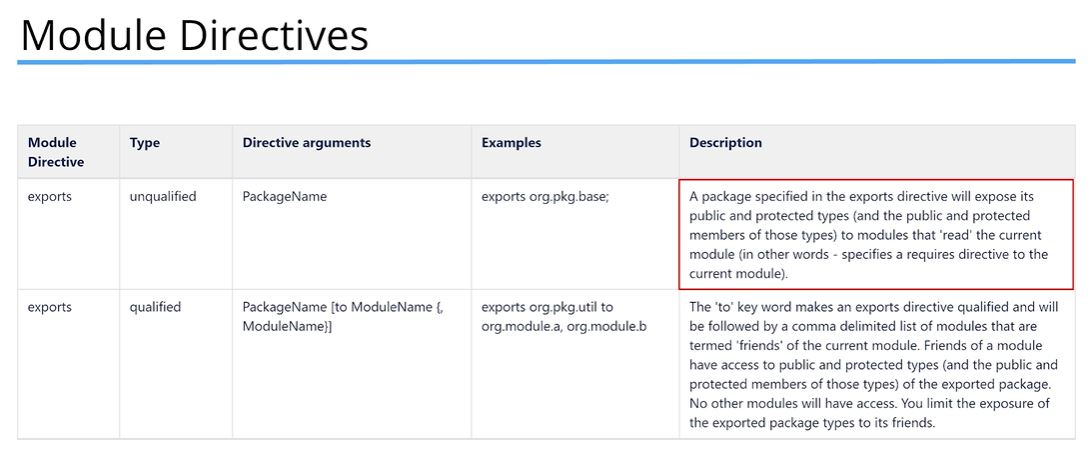 Module Directives
Module
Directive
Type
Directive arguments
Examples
Description
exports
unqualified
PackageName
exports org.pkg.base;
A package specified in the exports directive will expose its
public and protected types (and the public and protected
members of those types) to modules that 'read' the current
module (in other words - specifies a requires directive to the
current module).
exports
qualified
PackageName [to ModuleName {,
ModuleName}]
exports org.pkg.util to
org.module.a, org.module.b
The 'to' key word makes an exports directive qualified and will
be followed by a comma delimited list of modules that are
termed 'friends' of the current module. Friends of a module
have access to public and protected types (and the public and
protected members of those types) of the exported package.
No other modules will have access. You limit the exposure of
the exported package types to its friends.